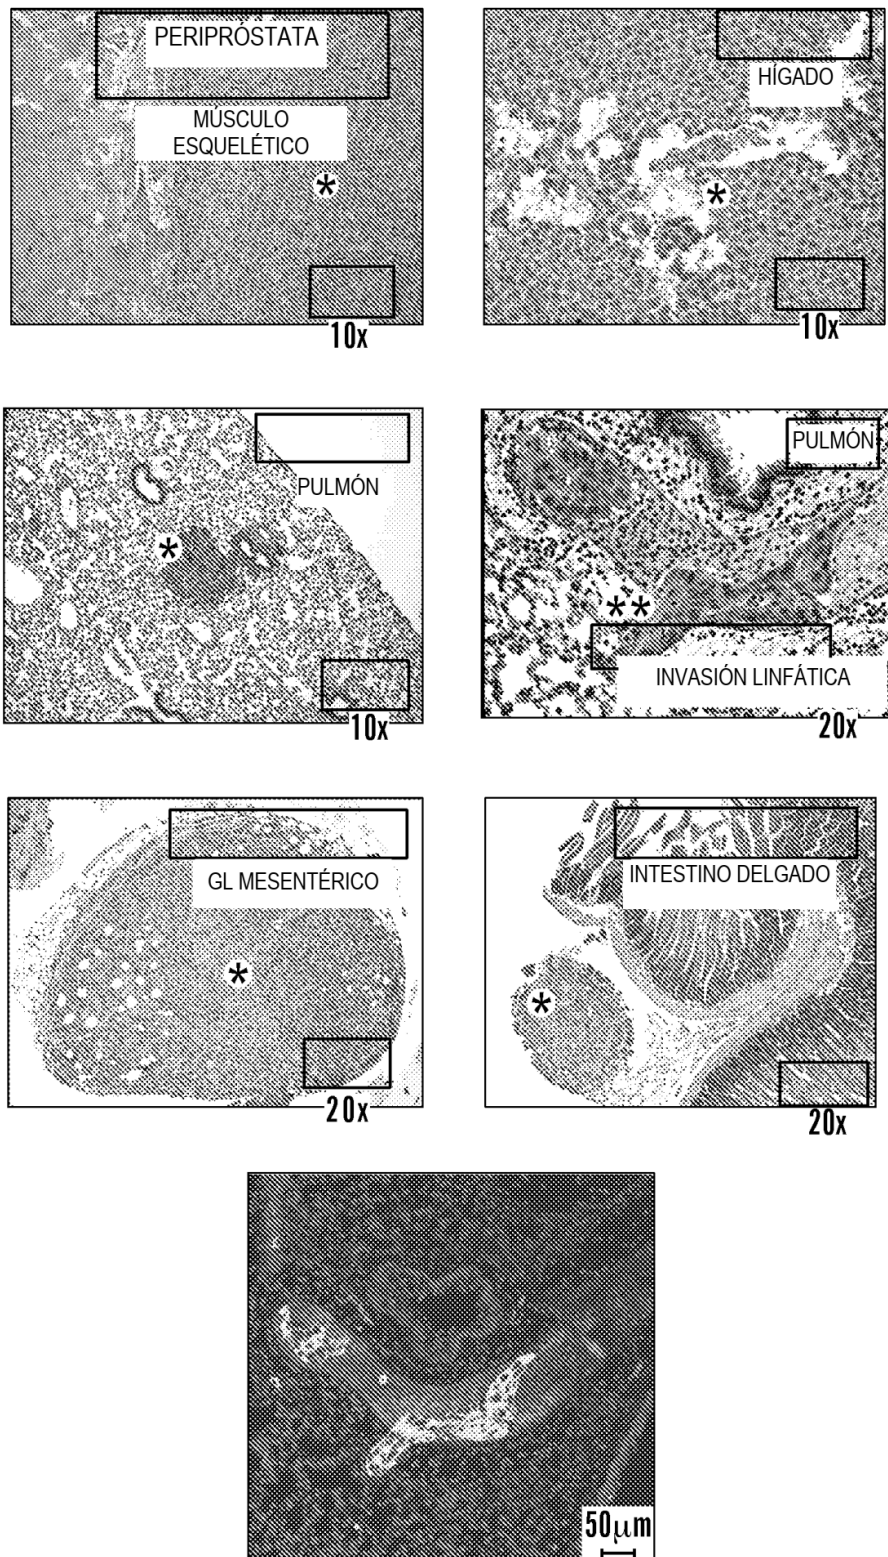 PERIPRÓSTATA
MÚSCULO
ESQUELÉTICO
*
10x
HÍGADO
*
10x
PULMÓN
*
10x
PULMÓN
**
INVASIÓN LINFÁTICA
20x
GL MESENTÉRICO
*
20x
INTESTINO DELGADO
*
20x
50µm